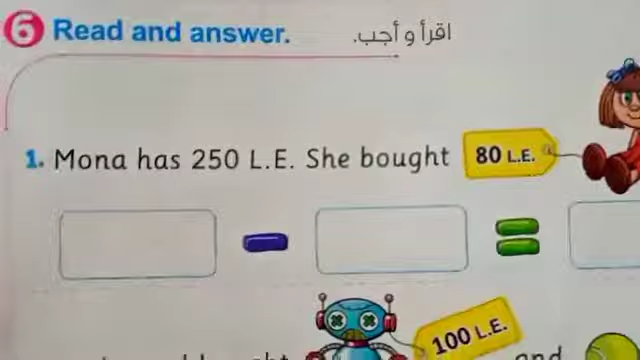 6 Read and answer. اقرأ و أجب.
1. Mona has 250 L.E. She bought 80 L.E.
100 L.E.
and